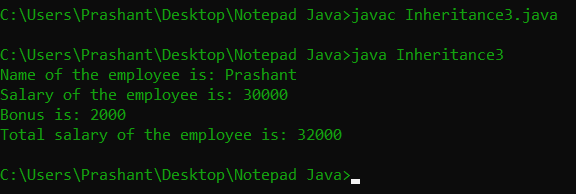 C:\Users\Prashant\Desktop\Notepad Java>javac Inheritance3.java
C:\Users\Prashant\Desktop\Notepad Java>java Inheritance3
Name of the employee is: Prashant
Salary of the employee is: 30000
Bonus is: 2000
Total salary of the employee is: 32000
C:\Users\Prashant\Desktop\Notepad Java>